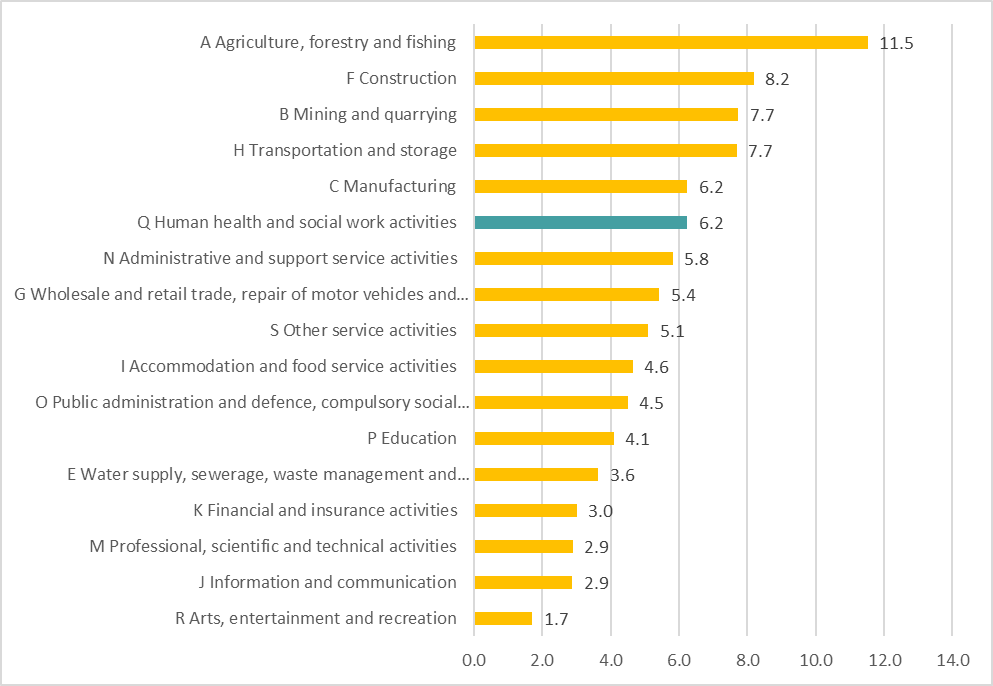 A Agriculture, forestry and fishing 11.5
F Construction 8.2
B Mining and quarrying 7.7
H Transportation and storage 7.7
C Manufacturing 6.2
Q Human health and social work activities 6.2
N Administrative and support service activities 5.8
G Wholesale and retail trade, repair of motor vehicles and... 5.4
S Other service activities 5.1
I Accommodation and food service activities 4.6
O Public administration and defence, compulsory social... 4.5
P Education 4.1
E Water supply, sewerage, waste management and... 3.6
K Financial and insurance activities 3.0
M Professional, scientific and technical activities 2.9
J Information and communication 2.9
R Arts, entertainment and recreation 1.7
0.0 2.0 4.0 6.0 8.0 10.0 12.0 14.0